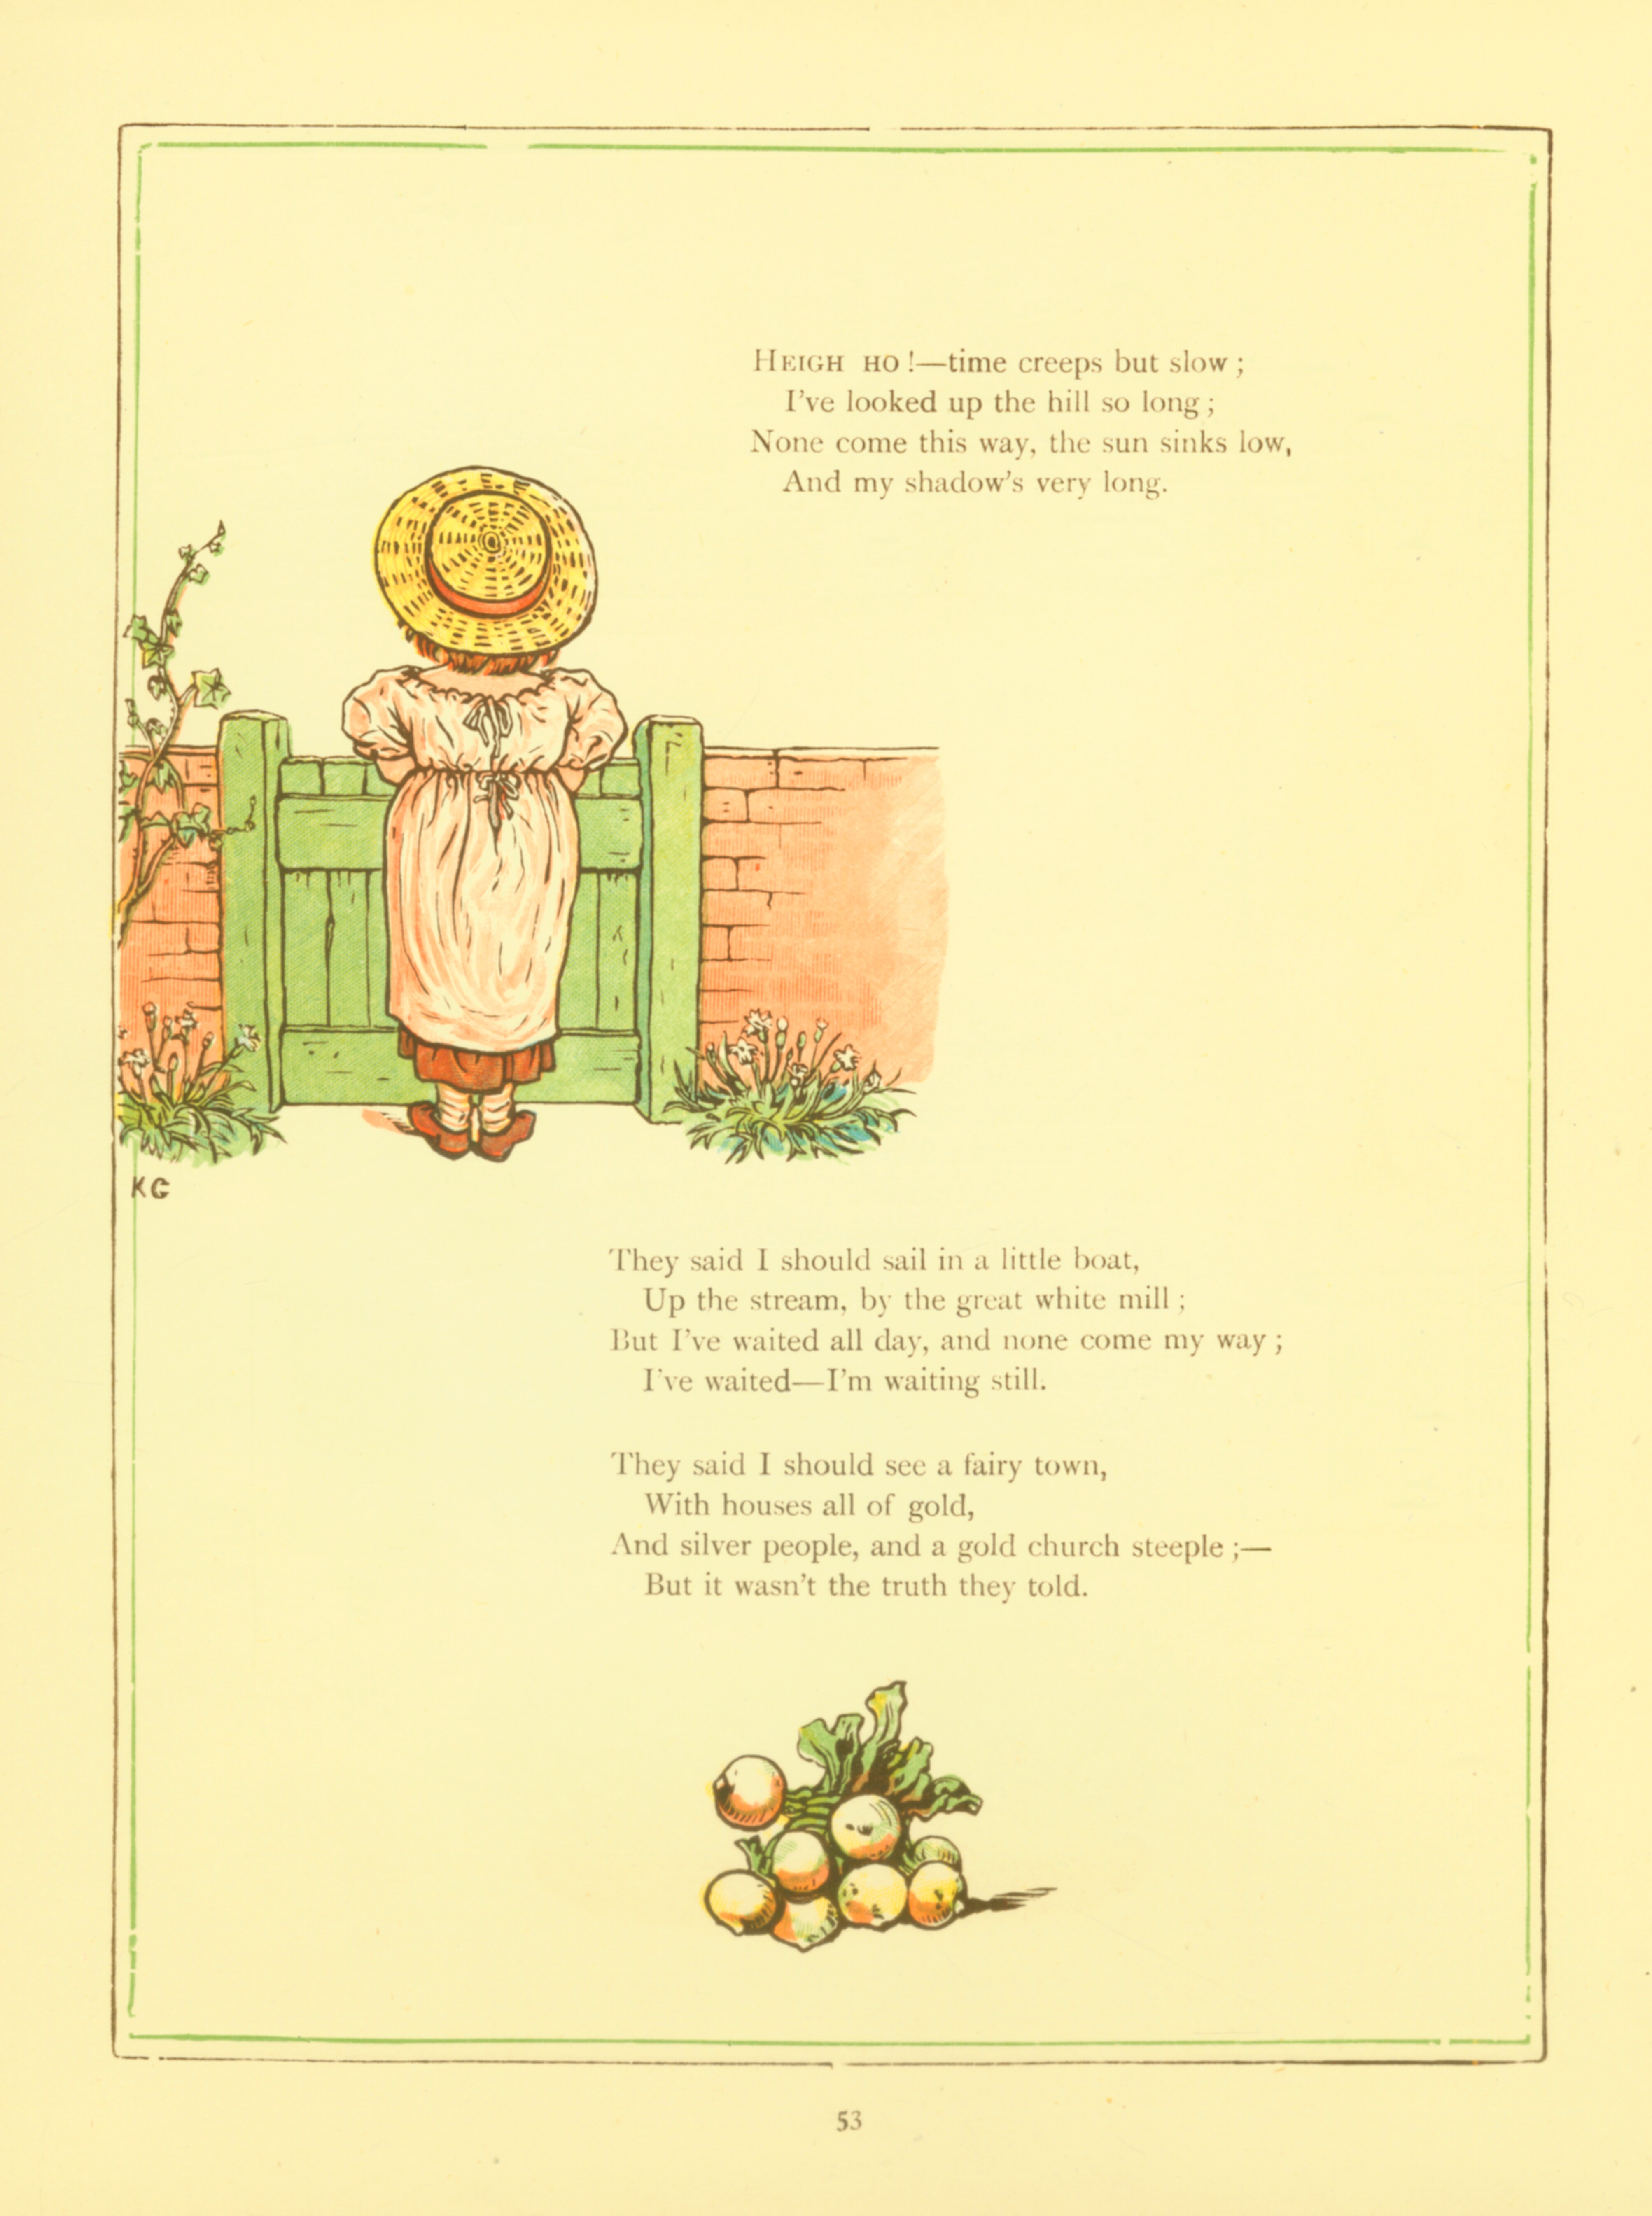 HEIGH HO!—time creeps but slow;
I've looked up the hill so long;
None come this way, the sun sinks low,
And my shadow's very long.
KG
They said I should sail in a little boat,
Up the stream, by the great white mill;
But I've waited all day, and none come my way;
I've waited—I'm waiting still.
They said I should see a fairy town,
With houses all of gold,
And silver people, and a gold church steeple;—
But it wasn't the truth they told.
53